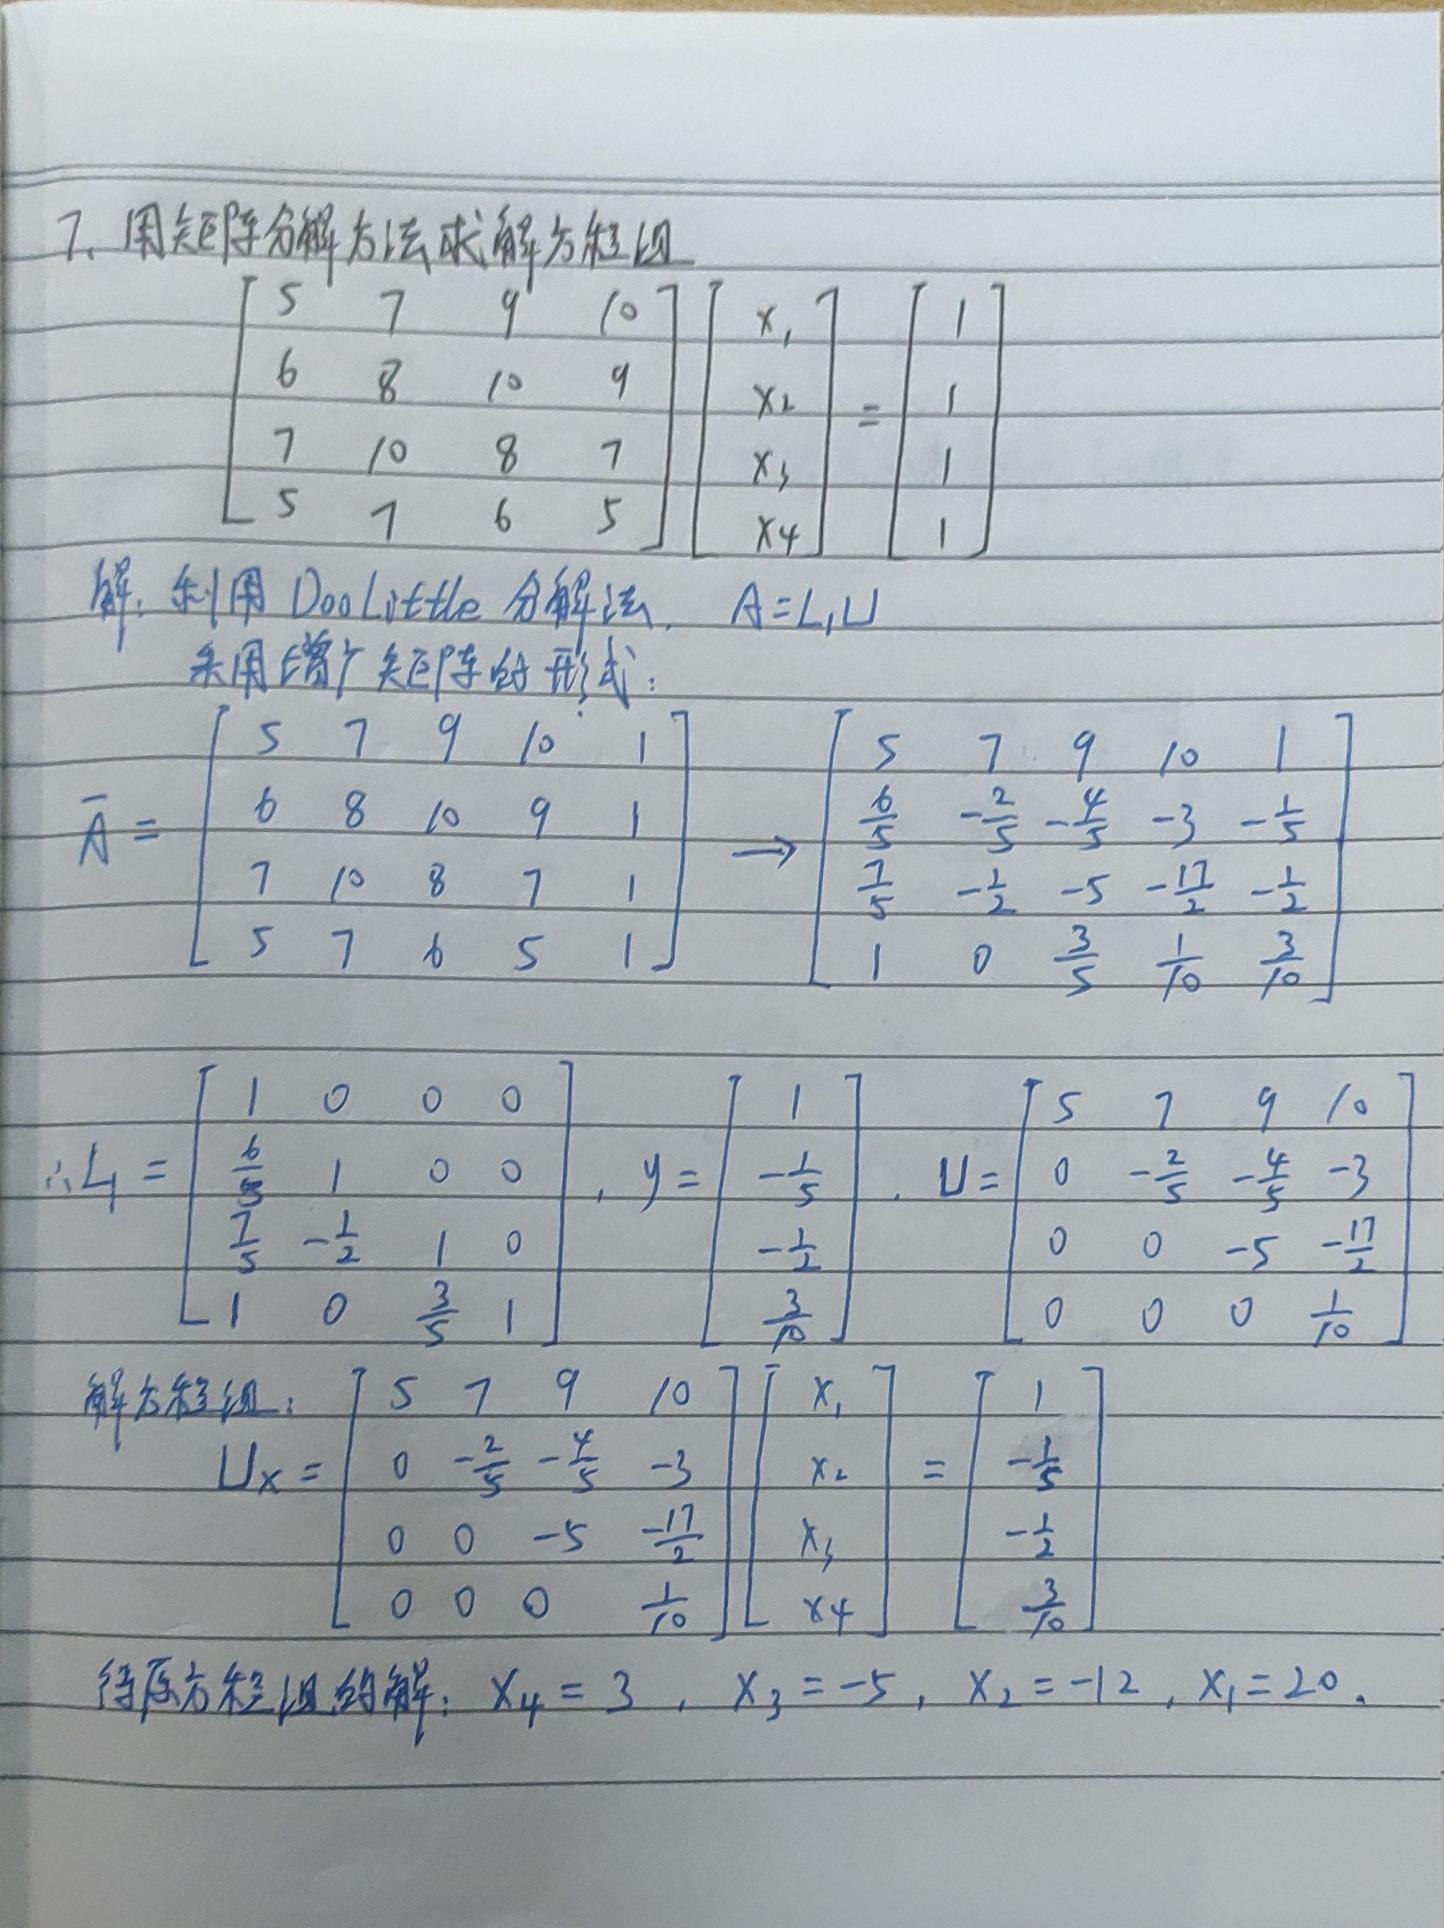 7. 用矩阵分解方法求解方程组
[5 7 9 10; 6 8 10 9; 7 10 8 7; 5 7 6 5] [x₁; x₂; x₃; x₄] = [1; 1; 1; 1]
解: 利用 DooLittle 分解法, A=L₁U
采用增广矩阵的形式:
Ā = [5 7 9 10 1; 6 8 10 9 1; 7 10 8 7 1; 5 7 6 5 1] → [5 7 9 10 1; 6/5 -2/5 -4/5 -3 -1/5; 7/5 -1/2 -5 -17/2 -1/2; 1 0 3/5 1/10 3/10]
∴L₁ = [1 0 0 0; 6/5 1 0 0; 7/5 -1/2 1 0; 1 0 3/5 1], y = [1; -1/5; -1/2; 3/10], U = [5 7 9 10; 0 -2/5 -4/5 -3; 0 0 -5 -17/2; 0 0 0 1/10]
解方程组:
Ux = [5 7 9 10; 0 -2/5 -4/5 -3; 0 0 -5 -17/2; 0 0 0 1/10] [x₁; x₂; x₃; x₄] = [1; -1/5; -1/2; 3/10]
得原方程组的解: x₄ = 3, x₃ = -5, x₂ = -12, x₁ = 20.